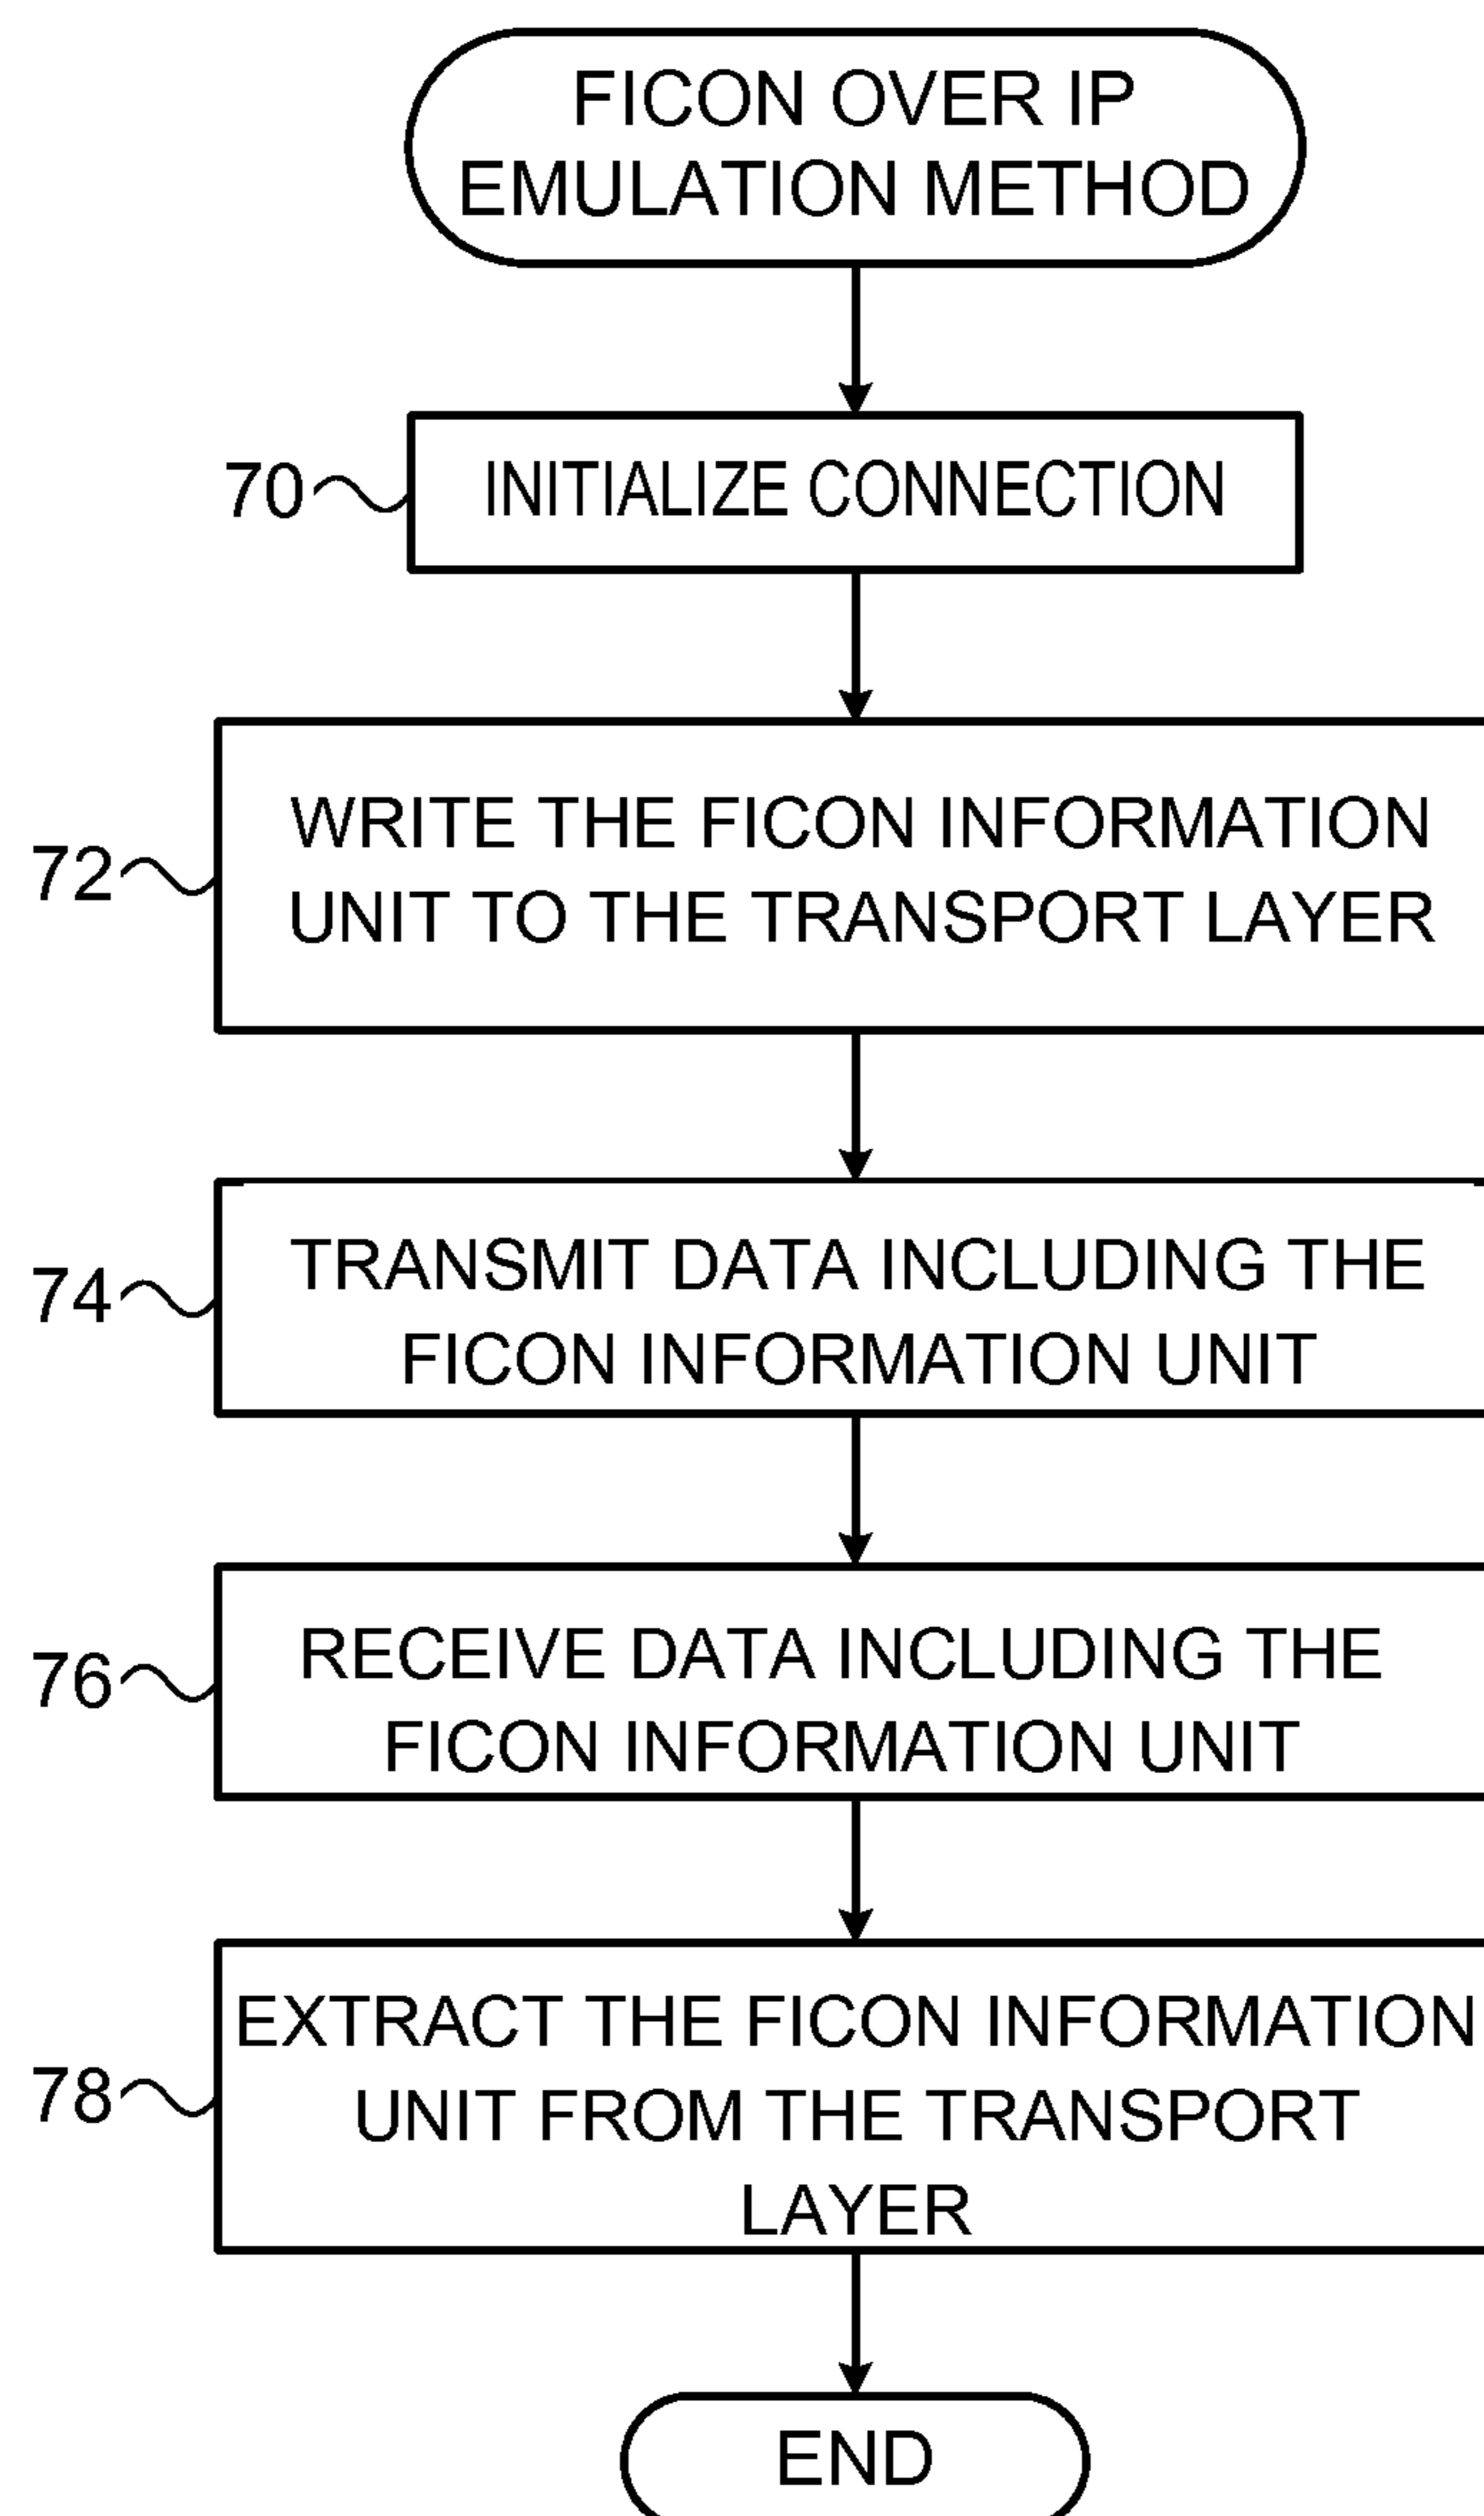 FICON OVER IP
EMULATION METHOD
70
INITIALIZE CONNECTION
72
WRITE THE FICON INFORMATION
UNIT TO THE TRANSPORT LAYER
74
TRANSMIT DATA INCLUDING THE
FICON INFORMATION UNIT
76
RECEIVE DATA INCLUDING THE
FICON INFORMATION UNIT
78
EXTRACT THE FICON INFORMATION
UNIT FROM THE TRANSPORT
LAYER
END